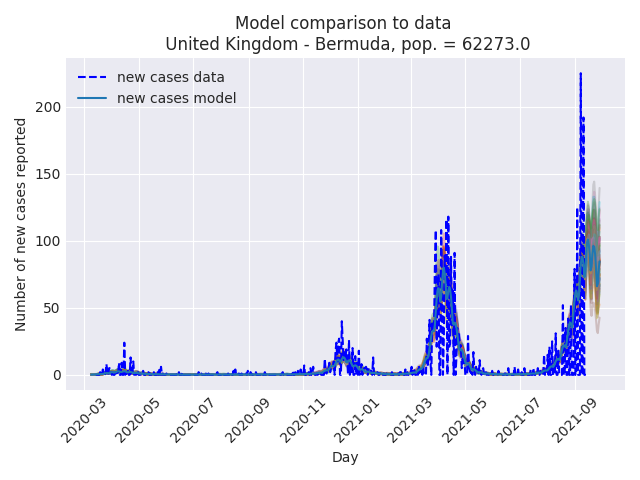 Model comparison to data
United Kingdom - Bermuda, pop. = 62273.0
new cases data
new cases model
Number of new cases reported
200
150
100
50
0
2020-03
2020-05
2020-07
2020-09
2020-11
2021-01
2021-03
2021-05
2021-07
2021-09
Day